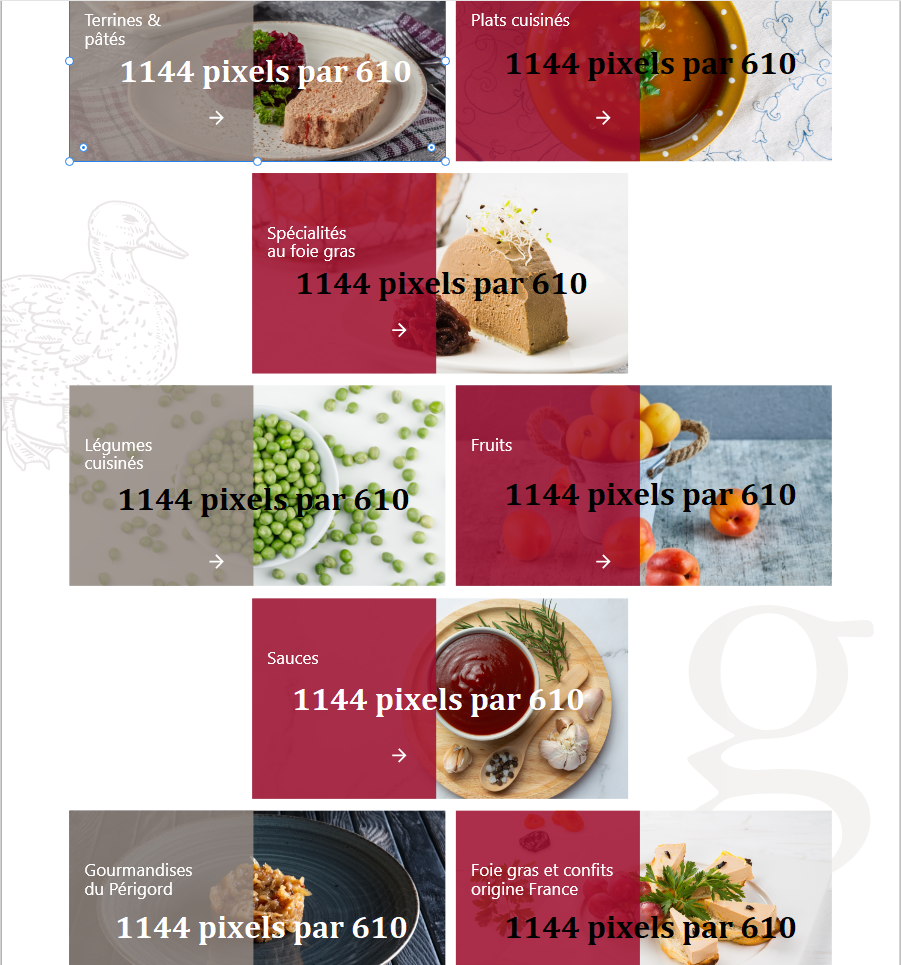 Terrines &
pâtés
1144 pixels par 610
Plats cuisinés
1144 pixels par 610
Spécialités
au foie gras
1144 pixels par 610
Légumes
cuisinés
1144 pixels par 610
Fruits
1144 pixels par 610
Sauces
1144 pixels par 610
g
Gourmandises
du Périgord
1144 pixels par 610
Foie gras et confits
origine France
1144 pixels par 610